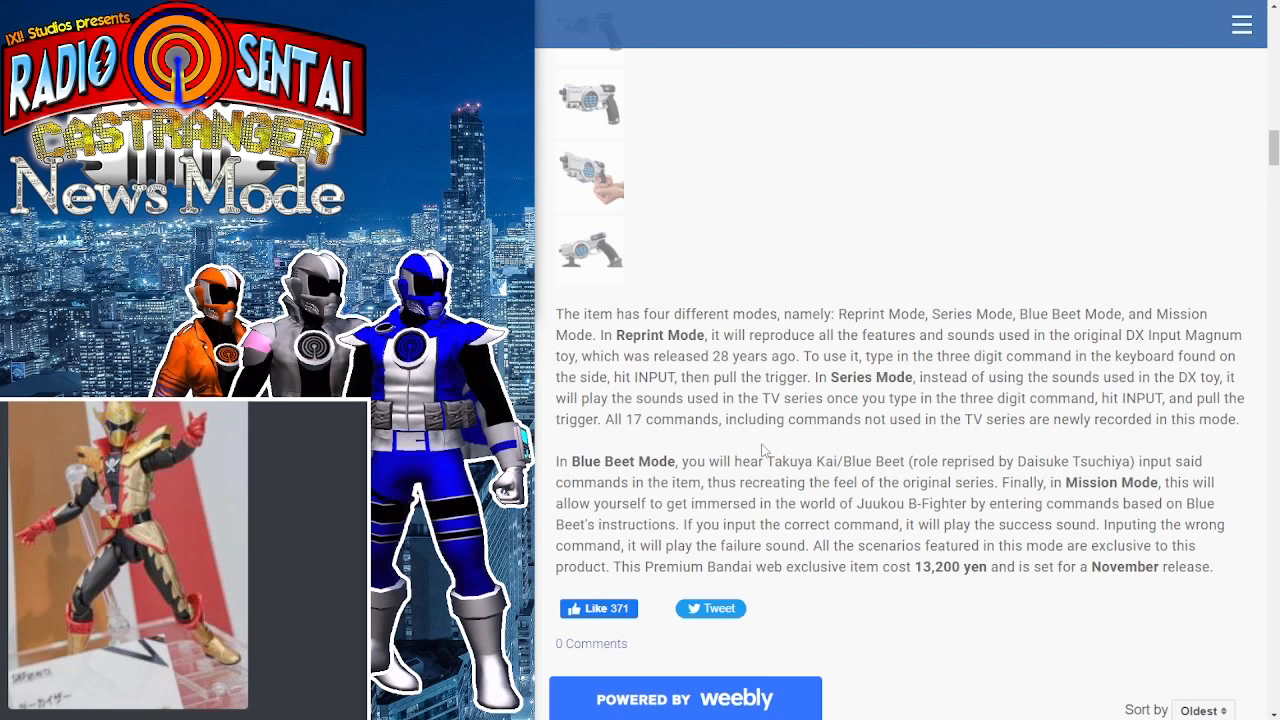 IXI! Studios presents
RADIO SENTAI
CASTRANGER
News Mode
The item has four different modes, namely: Reprint Mode, Series Mode, Blue Beet Mode, and Mission
Mode. In Reprint Mode, it will reproduce all the features and sounds used in the original DX Input Magnum
toy, which was released 28 years ago. To use it, type in the three digit command in the keyboard found on
the side, hit INPUT, then pull the trigger. In Series Mode, instead of using the sounds used in the DX toy, it
will play the sounds used in the TV series once you type in the three digit command, hit INPUT, and pull the
trigger. All 17 commands, including commands not used in the TV series are newly recorded in this mode.
In Blue Beet Mode, you will hear Takuya Kai/Blue Beet (role reprised by Daisuke Tsuchiya) input said
commands in the item, thus recreating the feel of the original series. Finally, in Mission Mode, this will
allow yourself to get immersed in the world of Juukou B-Fighter by entering commands based on Blue
Beet's instructions. If you input the correct command, it will play the success sound. Inputing the wrong
command, it will play the failure sound. All the scenarios featured in this mode are exclusive to this
product. This Premium Bandai web exclusive item cost 13,200 yen and is set for a November release.
Like 371
Tweet
0 Comments
POWERED BY weebly
Sort by Oldest